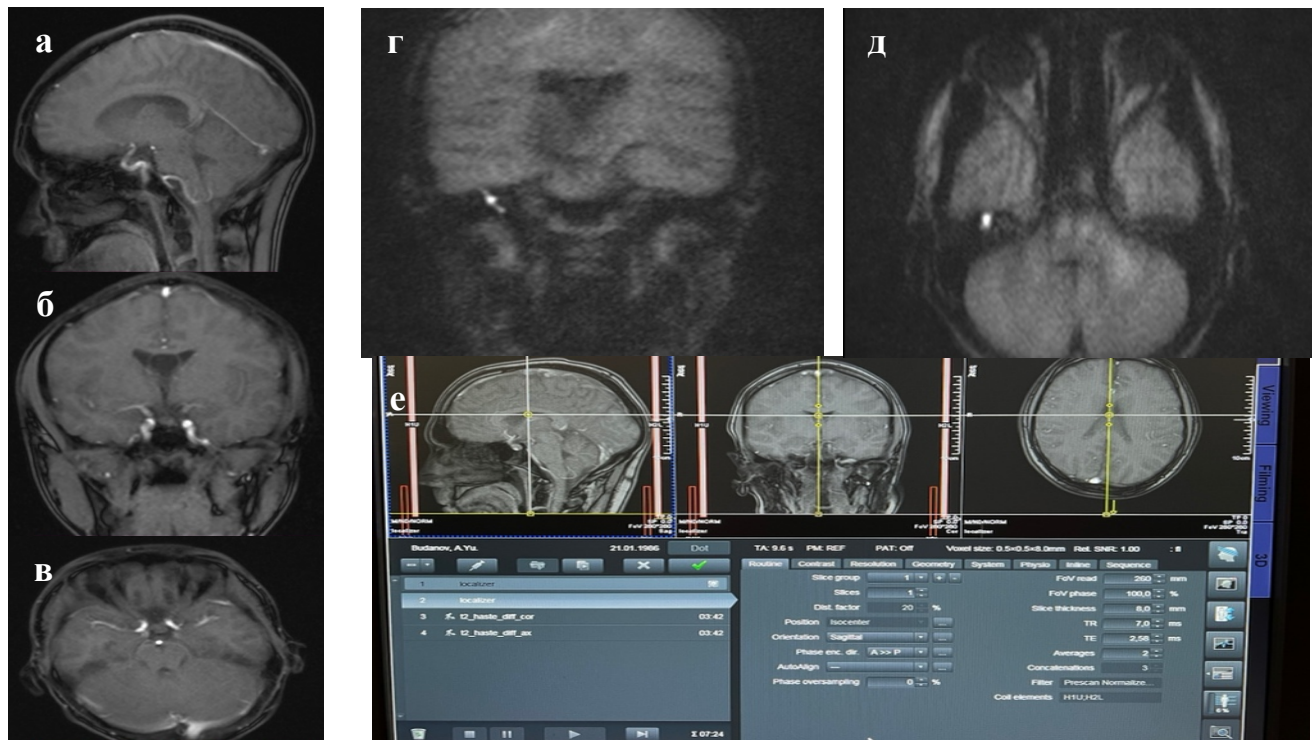 а
б
в
г
д
е
Viewing
Filming
3D
Budanov, A.Yu.
21.01.1986
Dot
1 localizer
2 localizer
3 t2_haste_diff_cor 03:42
4 t2_haste_diff_ax 03:42
Σ 07:24
TA: 9.6 s PM: REF PAT: Off Voxel size: 0.5×0.5×8.0mm Rel. SNR: 1.00 : fl
Routine Contrast Resolution Geometry System Physio Inline Sequence
Slice group 1
Slices 1
Dist. factor 20 %
Position Isocenter
Orientation Sagittal
Phase enc. dir. A >> P
AutoAlign ---
Phase oversampling 0 %
FoV read 260 mm
FoV phase 100,0 %
Slice thickness 8,0 mm
TR 7,0 ms
TE 2,58 ms
Averages 2
Concatenations 3
Filter Prescan Normalize...
Coil elements H1U;H2L